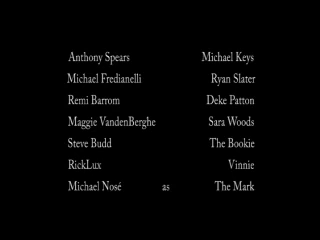 Anthony Spears Michael Keys
Michael Fredianelli Ryan Slater
Remi Barrom Deke Patton
Maggie VandenBerghe Sara Woods
Steve Budd The Bookie
RickLux Vinnie
Michael Nosé as The Mark